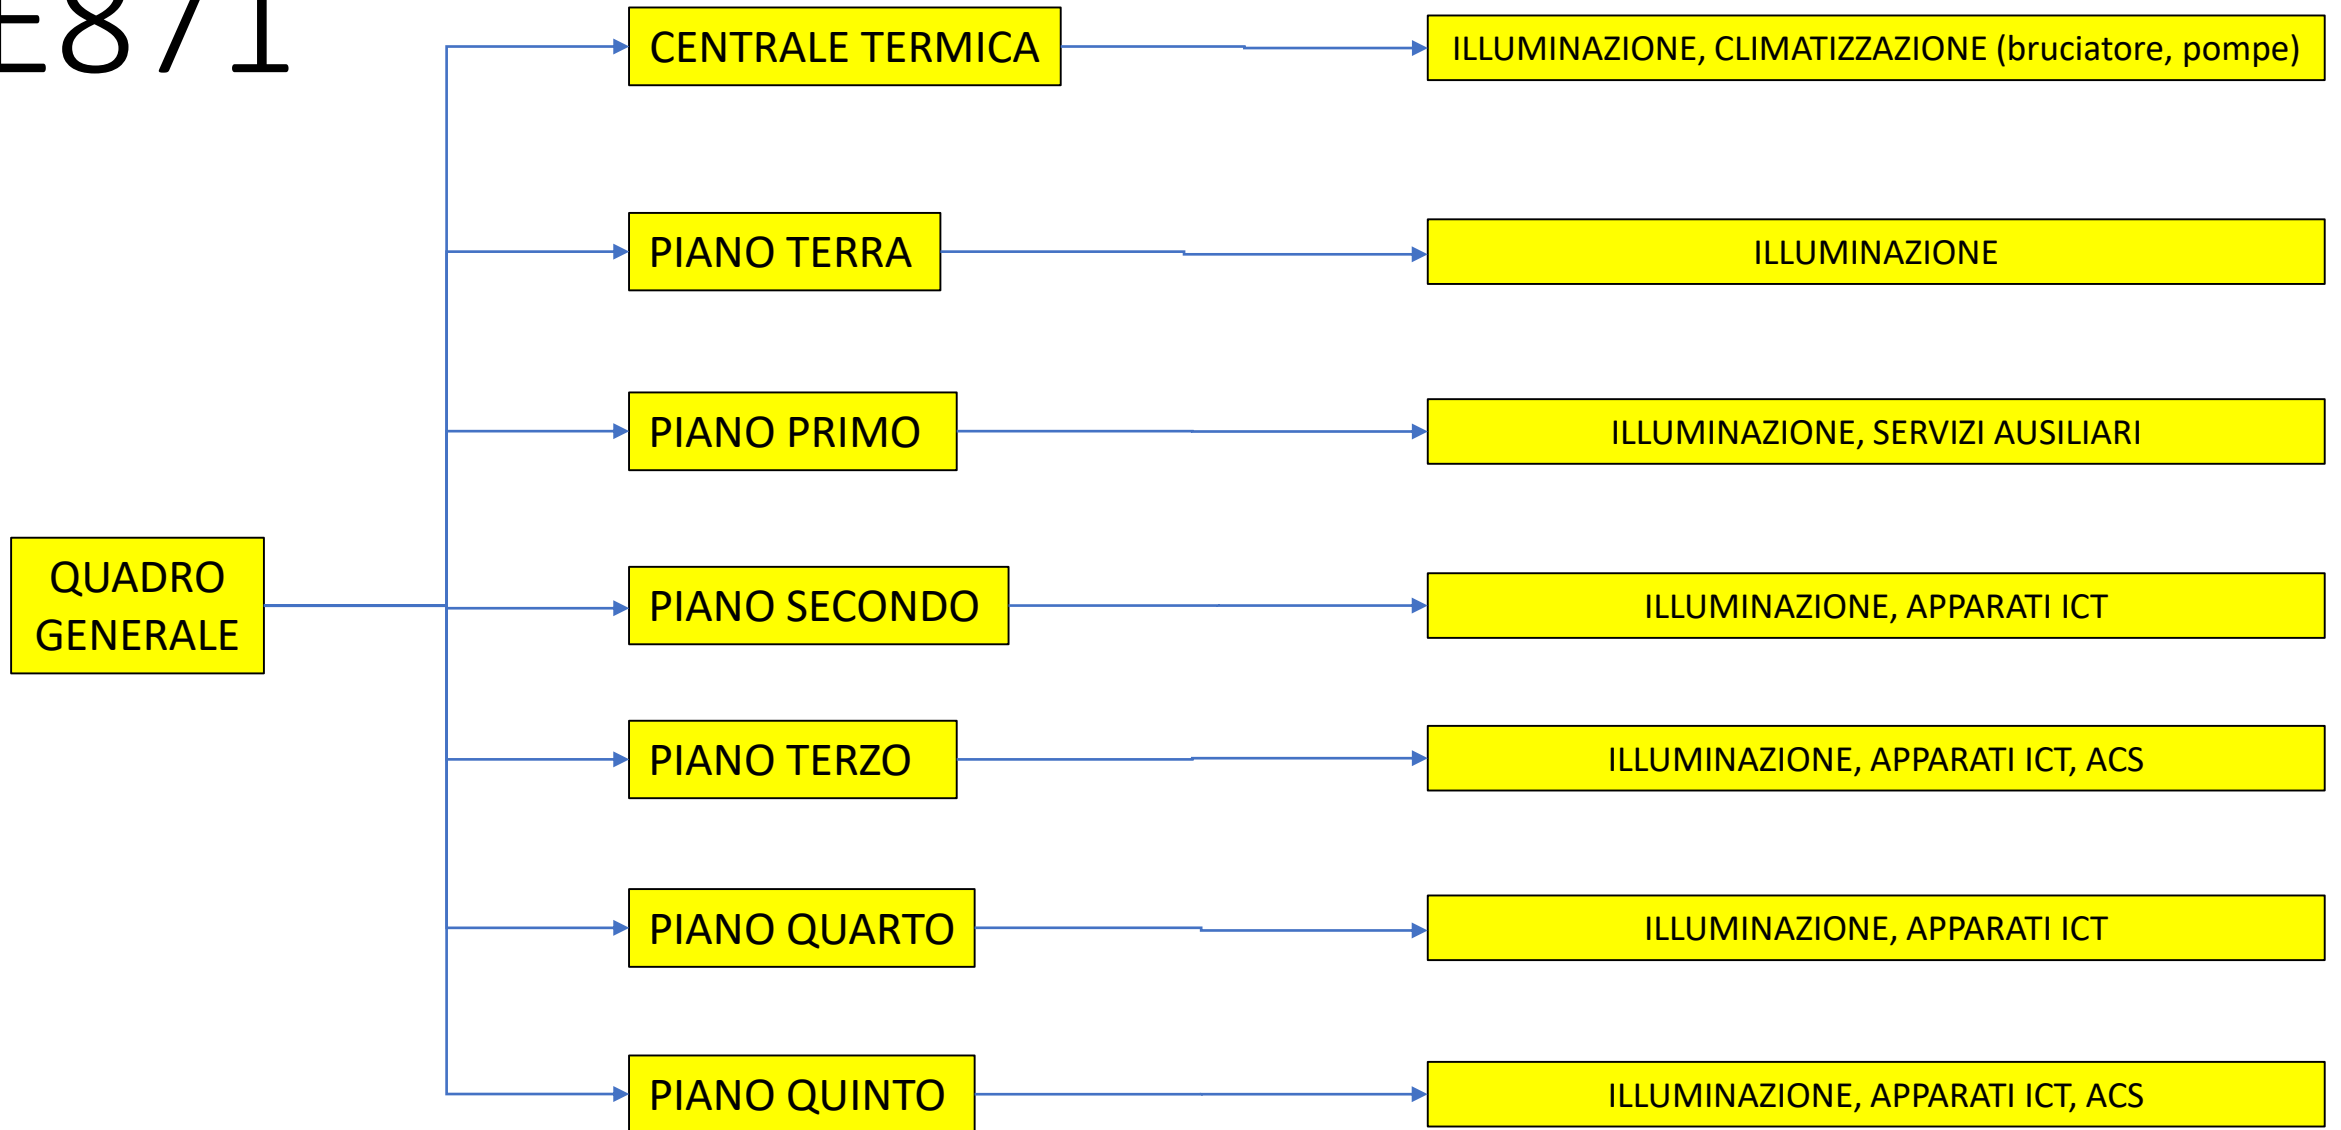 E871
CENTRALE TERMICA
ILLUMINAZIONE, CLIMATIZZAZIONE (bruciatore, pompe)
PIANO TERRA
ILLUMINAZIONE
PIANO PRIMO
ILLUMINAZIONE, SERVIZI AUSILIARI
QUADRO
GENERALE
PIANO SECONDO
ILLUMINAZIONE, APPARATI ICT
PIANO TERZO
ILLUMINAZIONE, APPARATI ICT, ACS
PIANO QUARTO
ILLUMINAZIONE, APPARATI ICT
PIANO QUINTO
ILLUMINAZIONE, APPARATI ICT, ACS